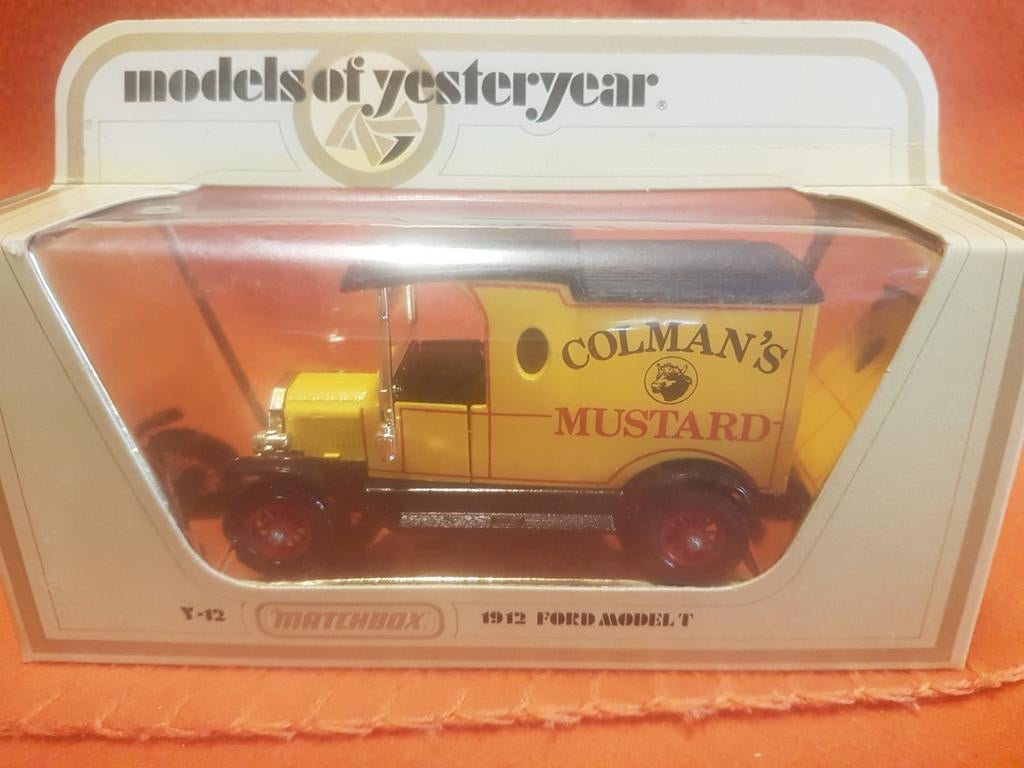 models of yesteryear®
COLMAN'S
MUSTARD
Y-12 MATCHBOX 1912 FORD MODEL T